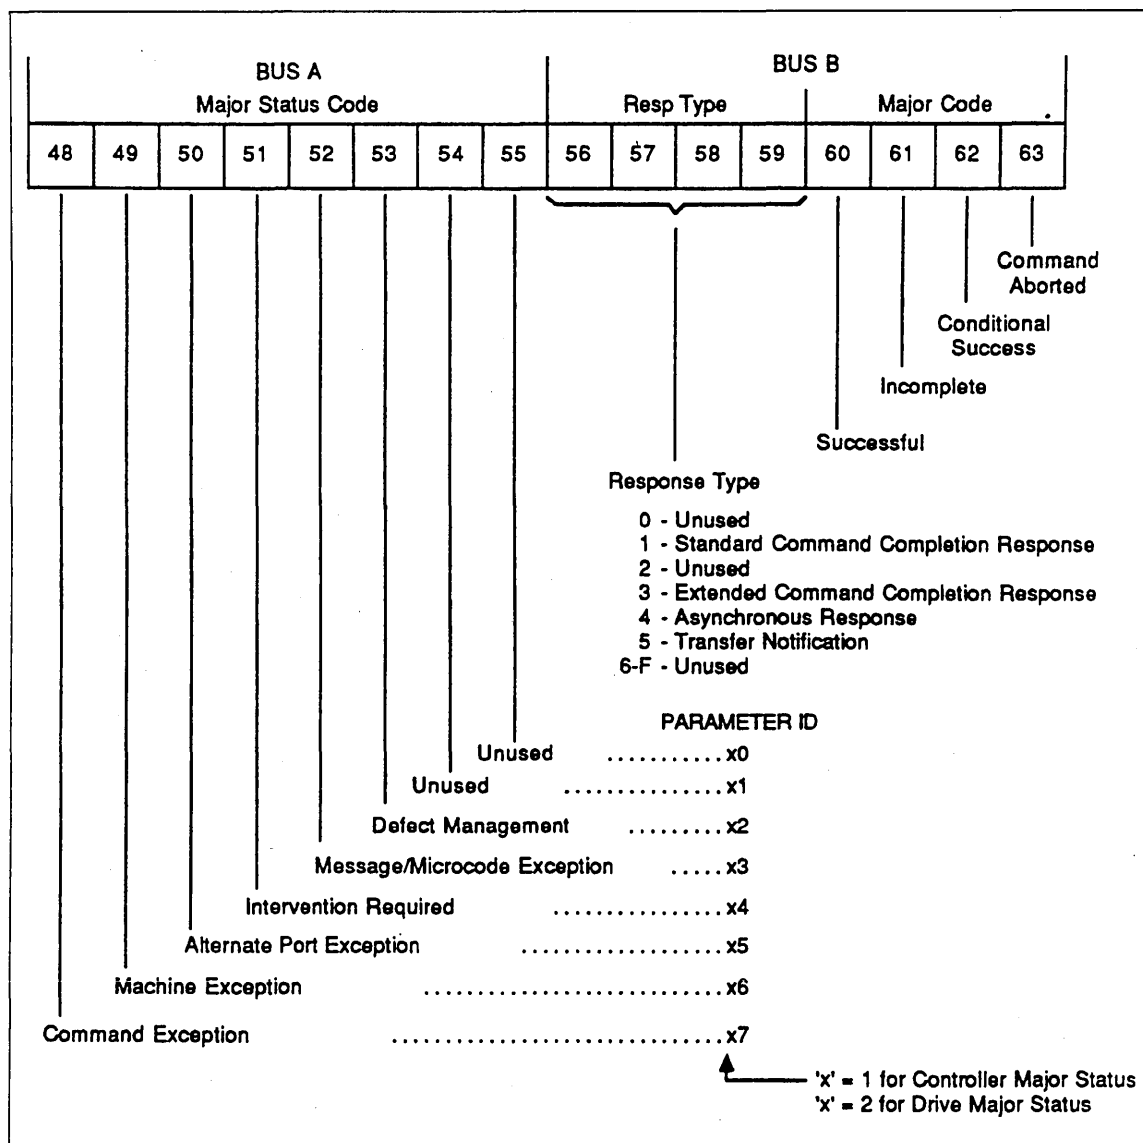 BUS A BUS B
Major Status Code Resp Type Major Code
48 49 50 51 52 53 54 55 56 57 58 59 60 61 62 63
Command
Aborted
Conditional
Success
Incomplete
Successful
Response Type
0 - Unused
1 - Standard Command Completion Response
2 - Unused
3 - Extended Command Completion Response
4 - Asynchronous Response
5 - Transfer Notification
6-F - Unused
PARAMETER ID
Unused ...........x0
Unused ...............x1
Defect Management .........x2
Message/Microcode Exception .....x3
Intervention Required ................x4
Alternate Port Exception ...................x5
Machine Exception ............................x6
Command Exception ...............................x7
'x' = 1 for Controller Major Status
'x' = 2 for Drive Major Status